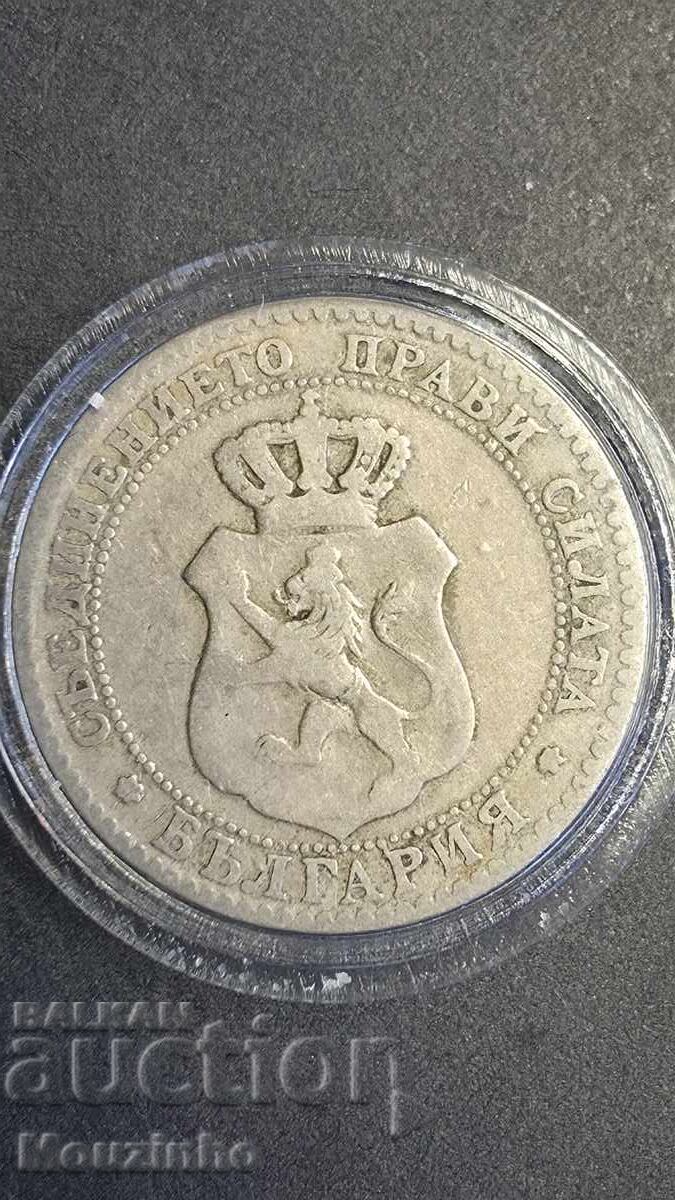 СЪЕДИНЕНИЕТО ПРАВИ СИЛАТА
БЪЛГАРИЯ
BALKAN
auction
Mouzinho